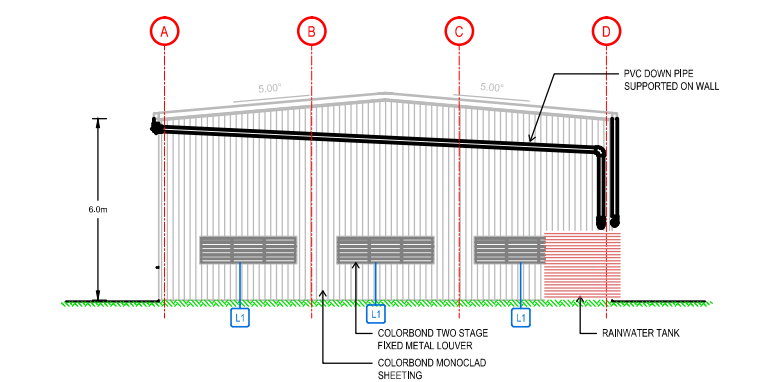 A
B
C
D
5.00°
5.00°
PVC DOWN PIPE
SUPPORTED ON WALL
6.0m
L1
L1
L1
COLORBOND TWO STAGE
FIXED METAL LOUVER
RAINWATER TANK
COLORBOND MONOCLAD
SHEETING